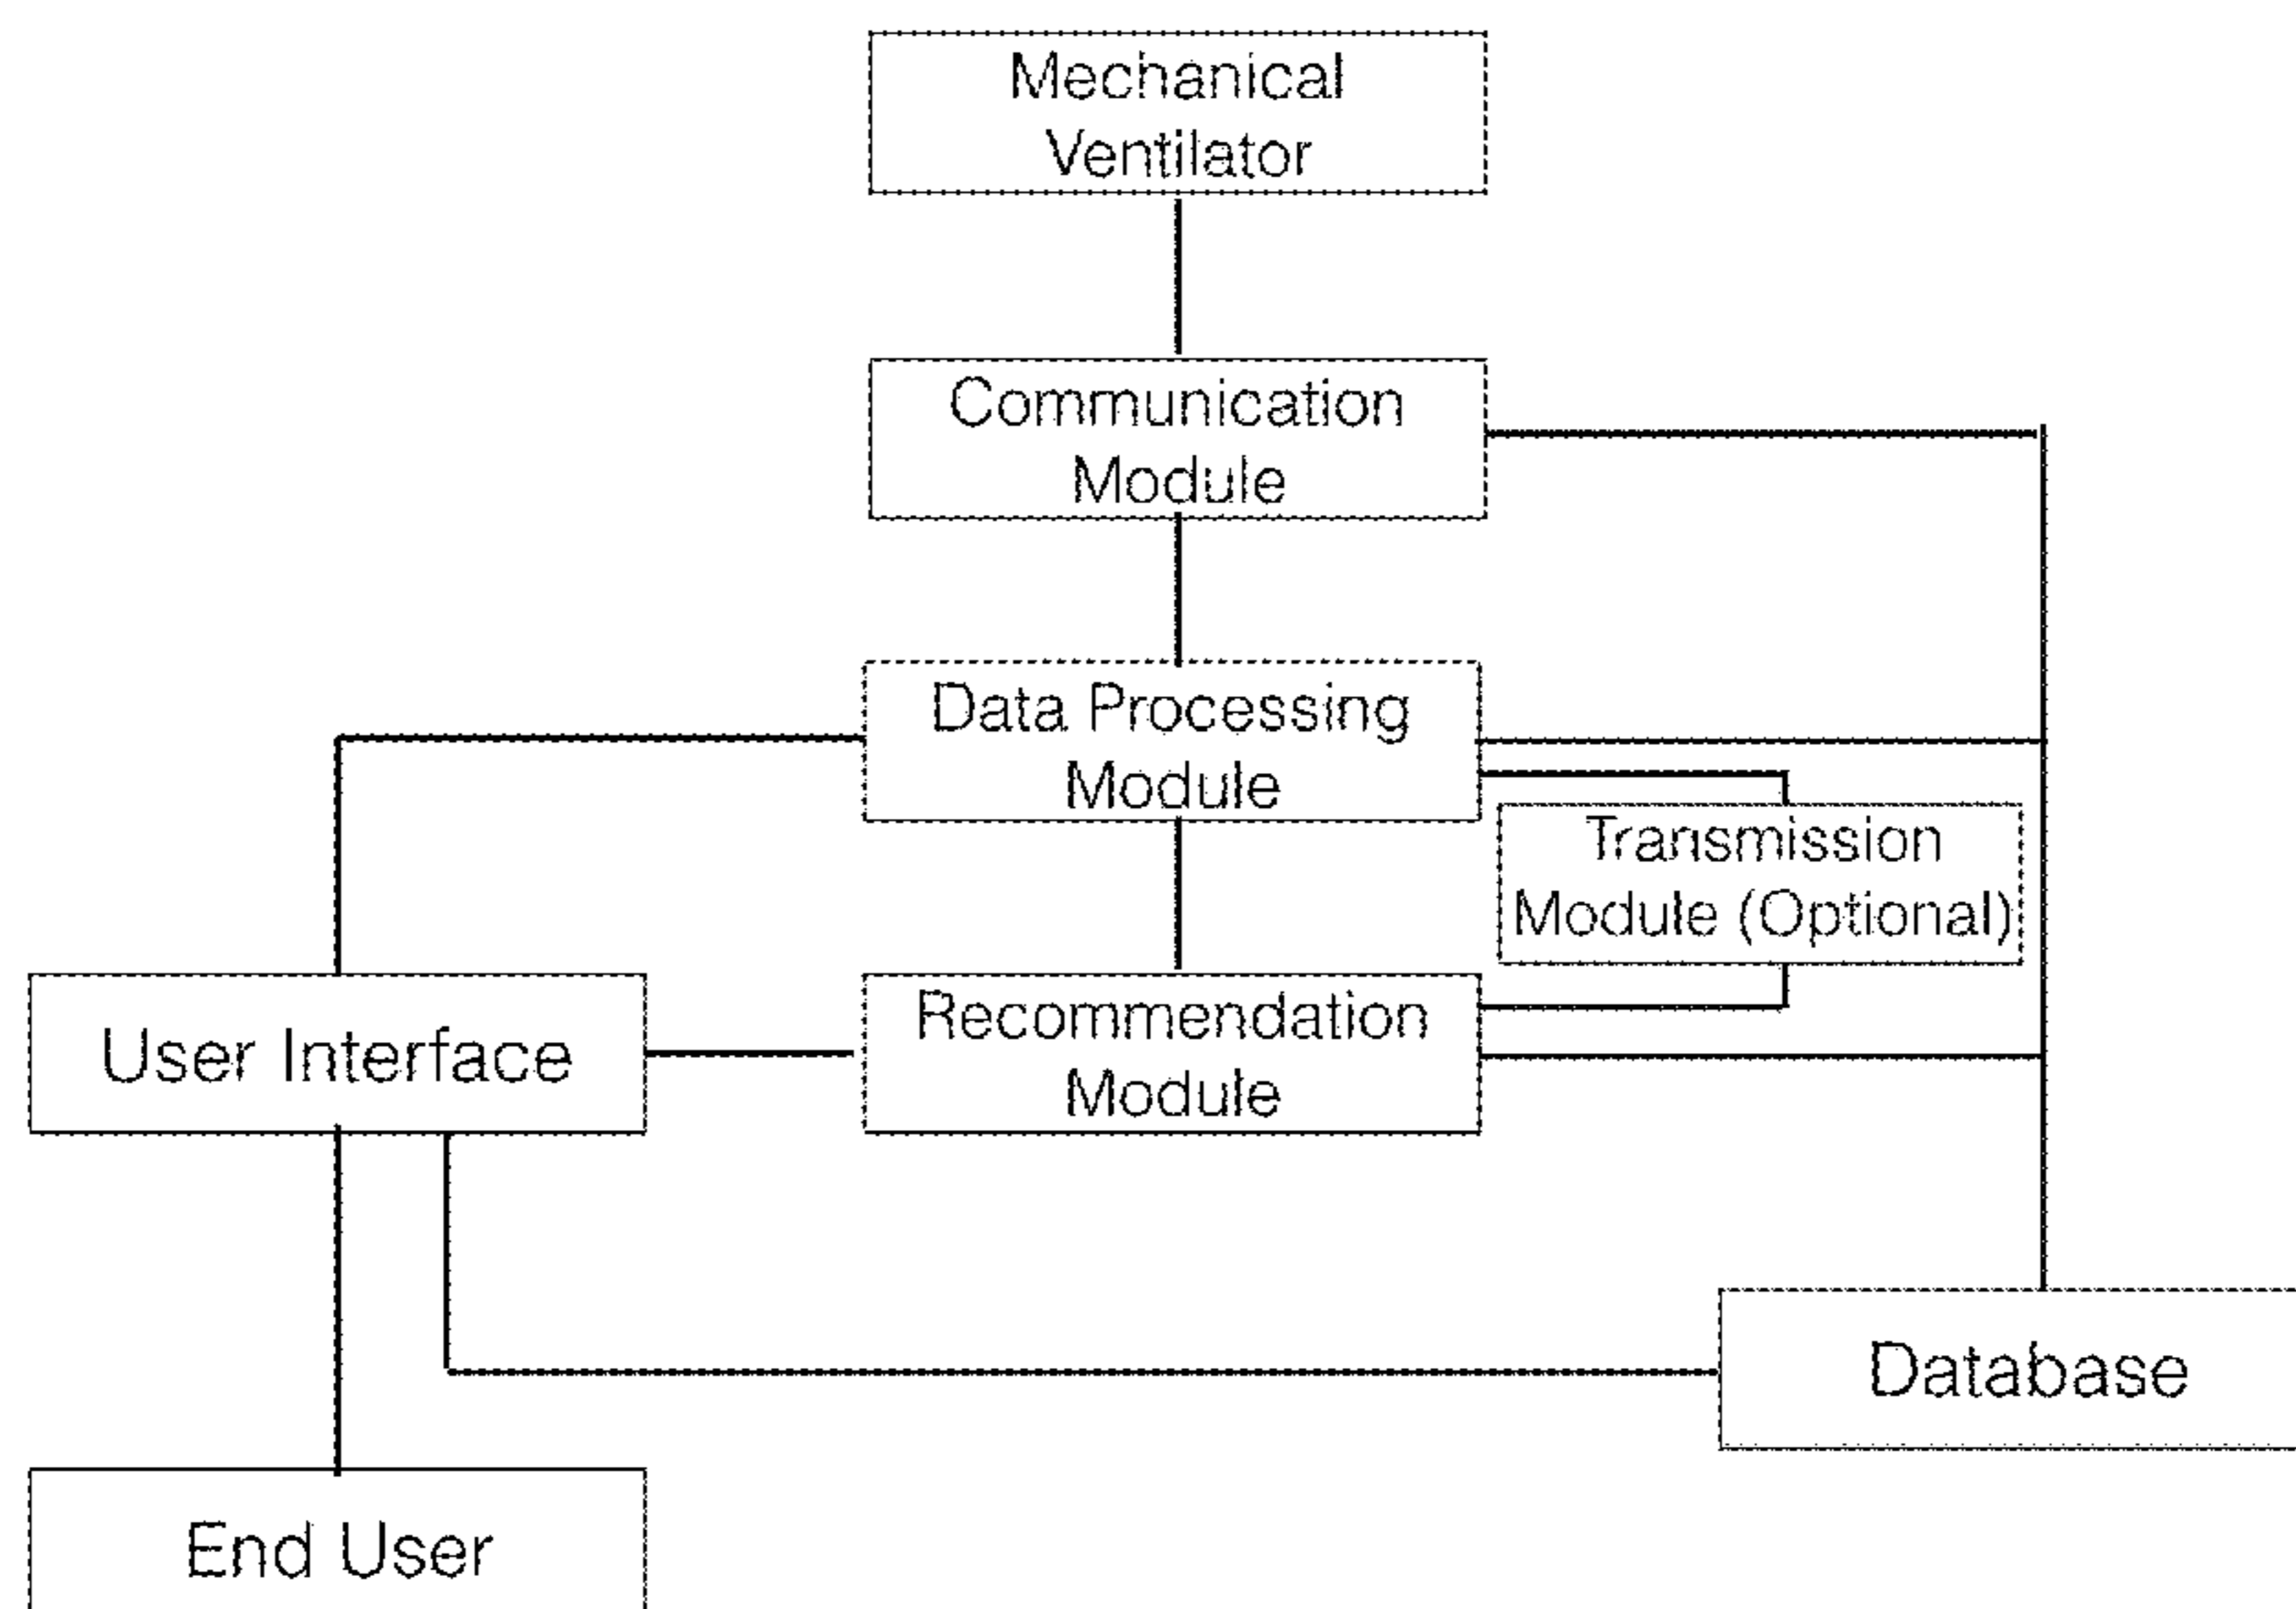 Mechanical
Ventilator
Communication
Module
Data Processing
Module
Transmission
Module (Optional)
User Interface
Recommendation
Module
Database
End User